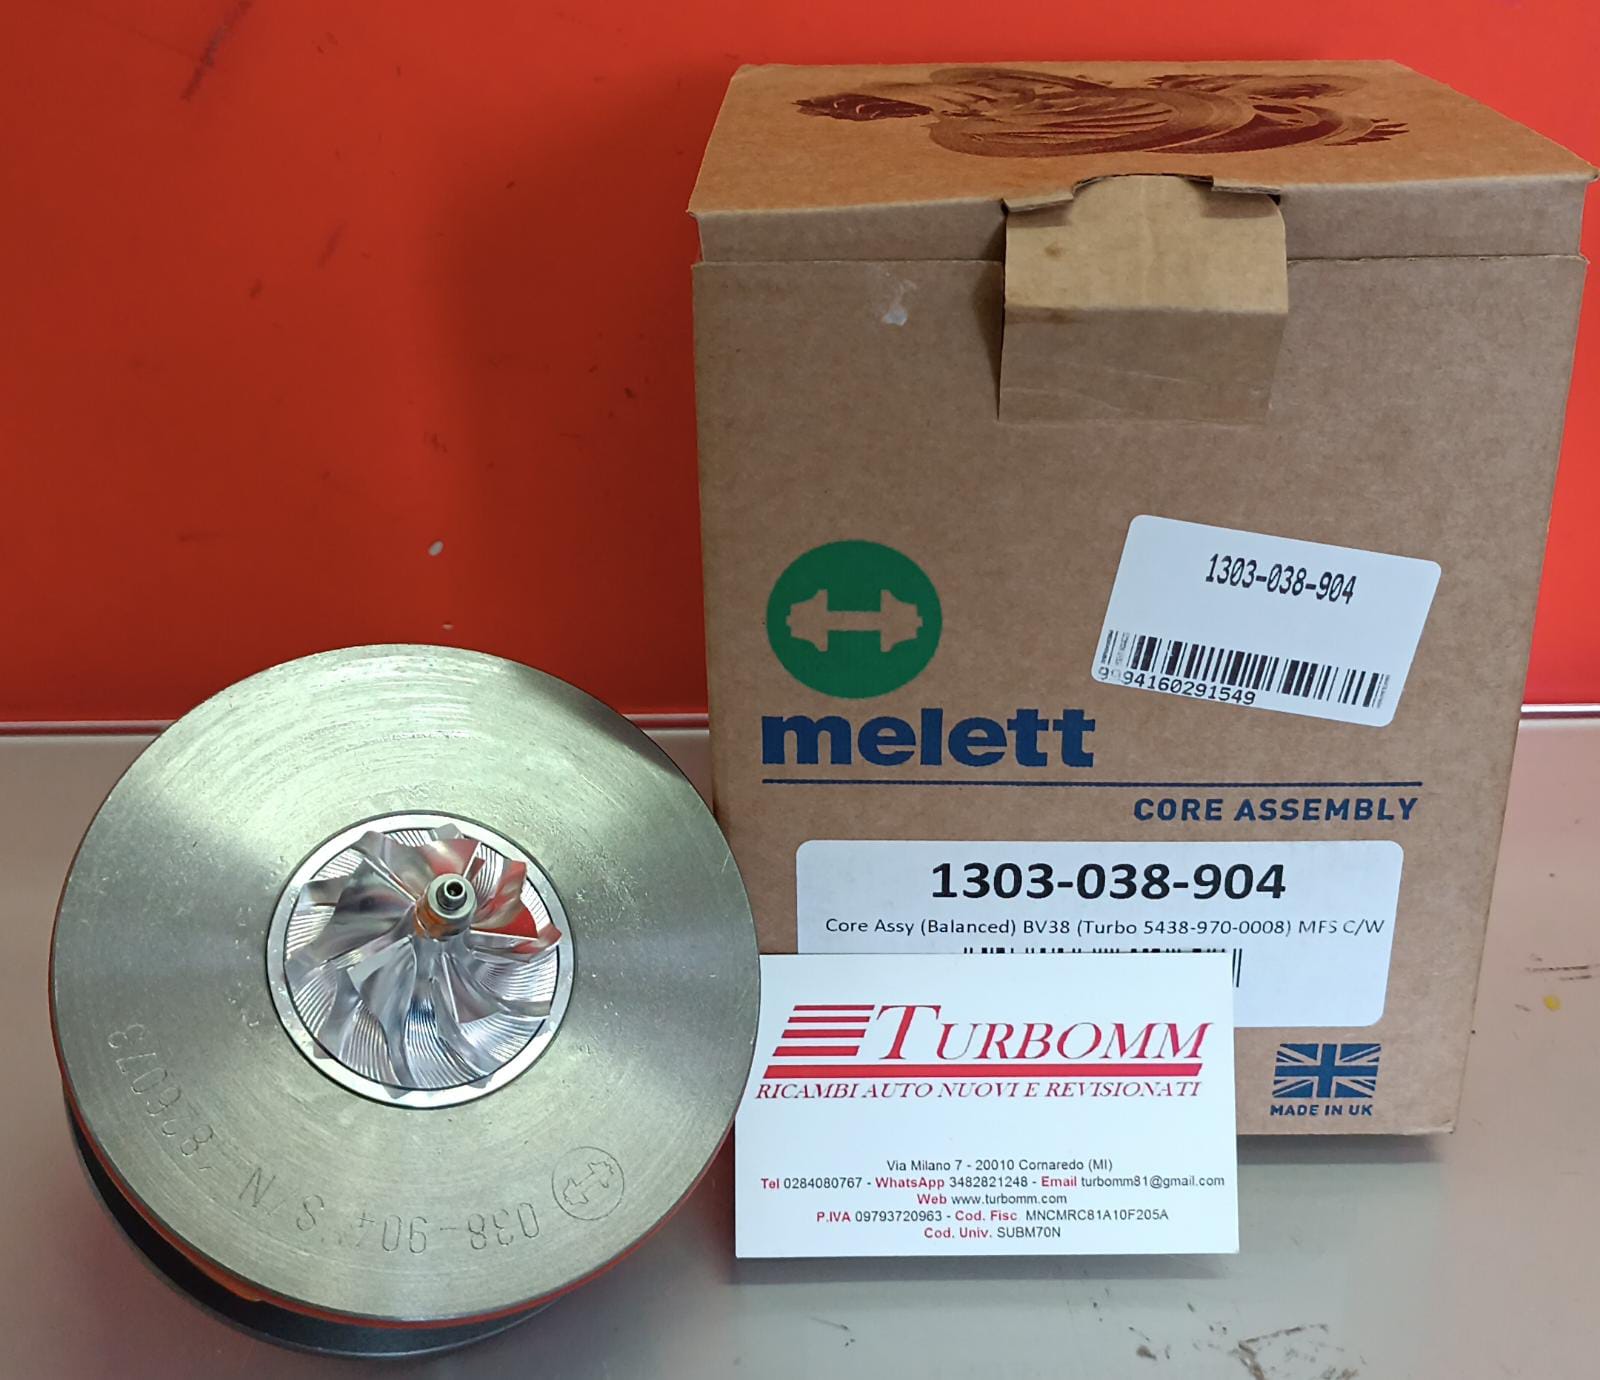 1303-038-904
9994160291549
melett
CORE ASSEMBLY
1303-038-904
Core Assy (Balanced) BV38 (Turbo 5438-970-0008) MFS C/W
TURBOMM
RICAMBI AUTO NUOVI E REVISIONATI
Via Milano 7 - 20010 Cornaredo (MI)
Tel 0284080767 - WhatsApp 3482821248 - Email turbomm81@gmail.com
Web www.turbomm.com
P.IVA 09793720963 - Cod. Fisc. MNCMRC81A10F205A
Cod. Univ. SUBM70N
MADE IN UK
038-904 S/N